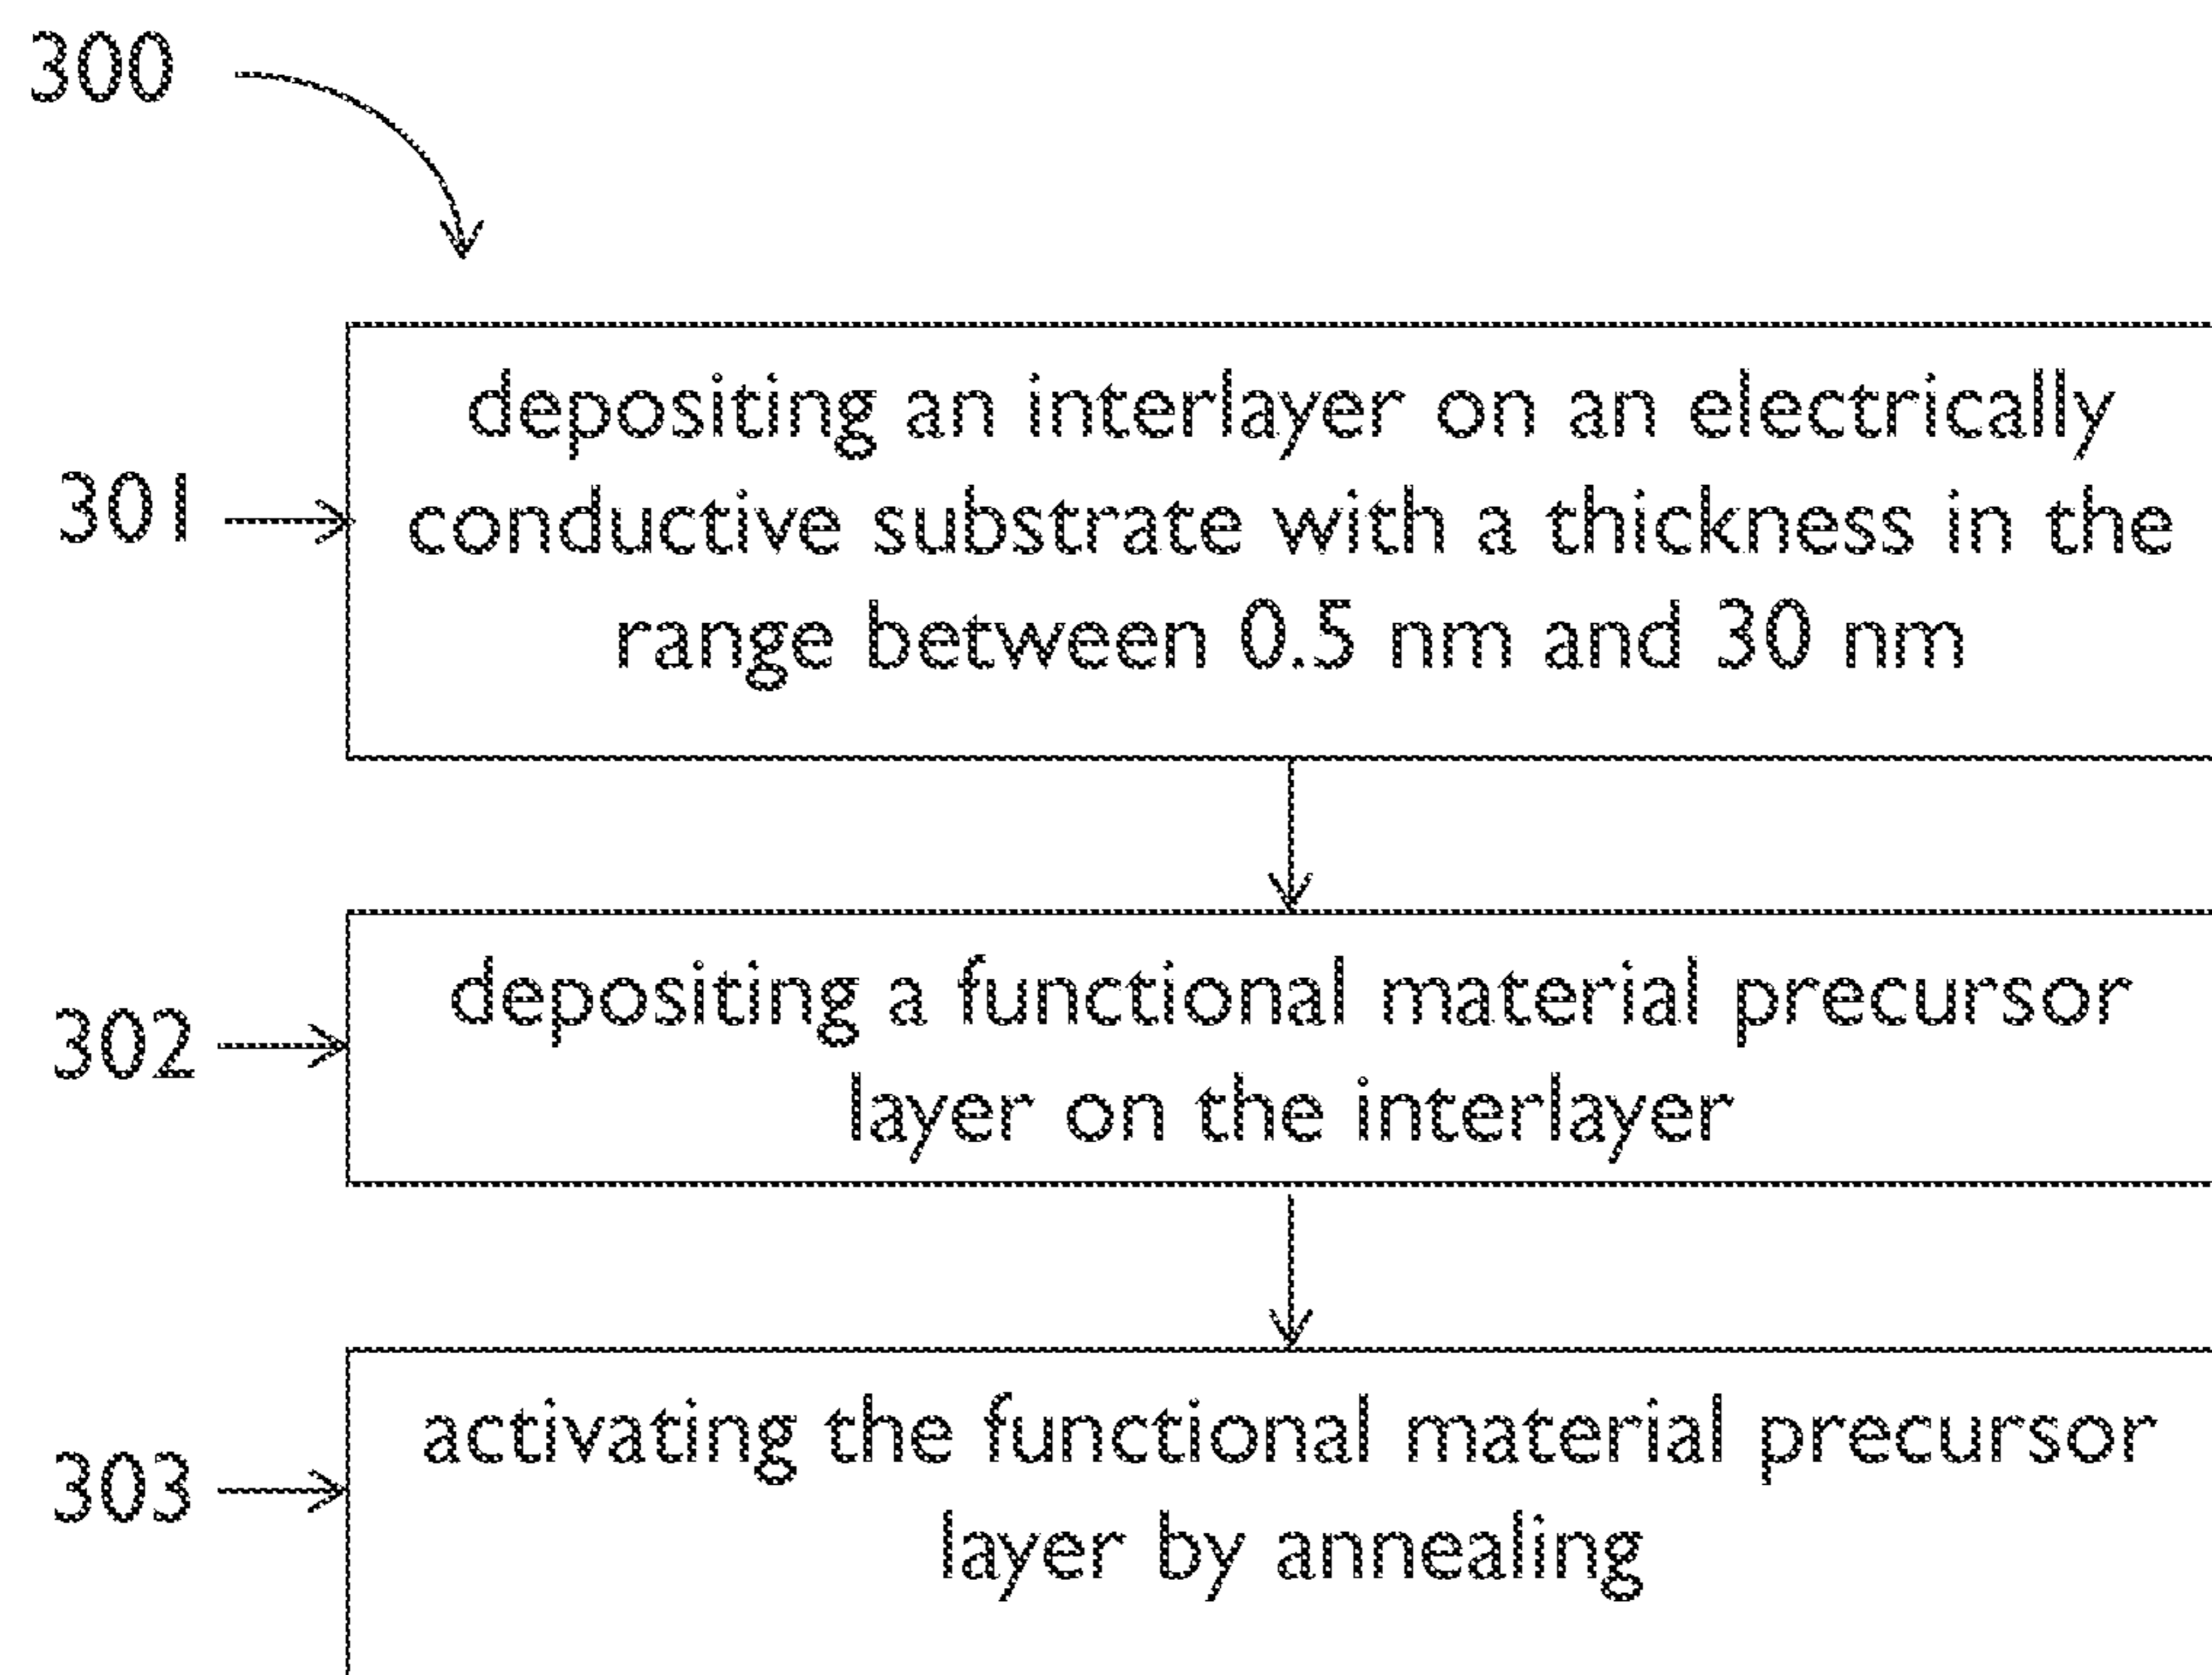 300
301
depositing an interlayer on an electrically
conductive substrate with a thickness in the
range between 0.5 nm and 30 nm
302
depositing a functional material precursor
layer on the interlayer
303
activating the functional material precursor
layer by annealing